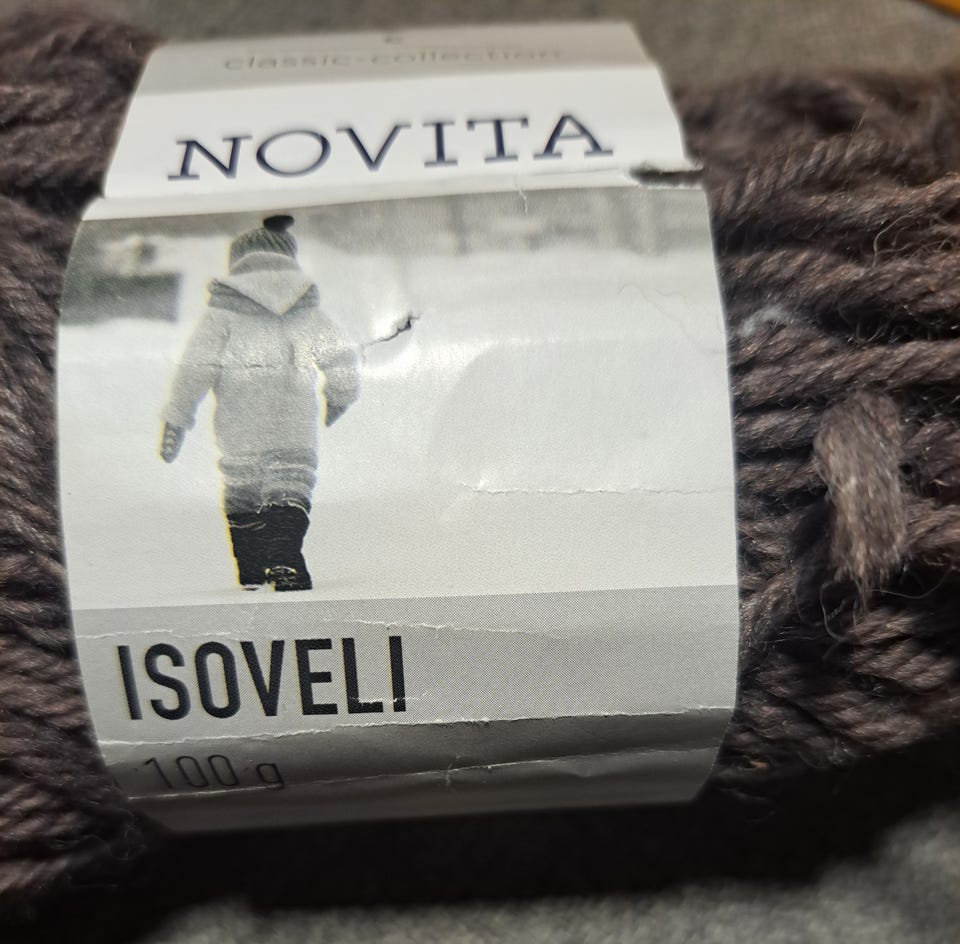 classic-collection
NOVITA
ISOVELI
100 g